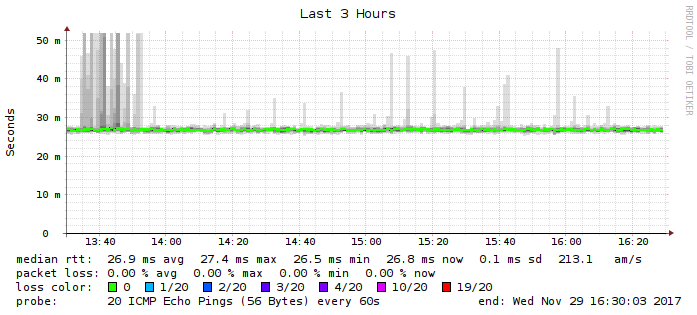 Last 3 Hours
RRDTOOL / TOBI OETIKER
Seconds
50 m
40 m
30 m
20 m
10 m
0
13:40 14:00 14:20 14:40 15:00 15:20 15:40 16:00 16:20
median rtt: 26.9 ms avg 27.4 ms max 26.5 ms min 26.8 ms now 0.1 ms sd 213.1 am/s
packet loss: 0.00 % avg 0.00 % max 0.00 % min 0.00 % now
loss color: 0 1/20 2/20 3/20 4/20 10/20 19/20
probe: 20 ICMP Echo Pings (56 Bytes) every 60s end: Wed Nov 29 16:30:03 2017